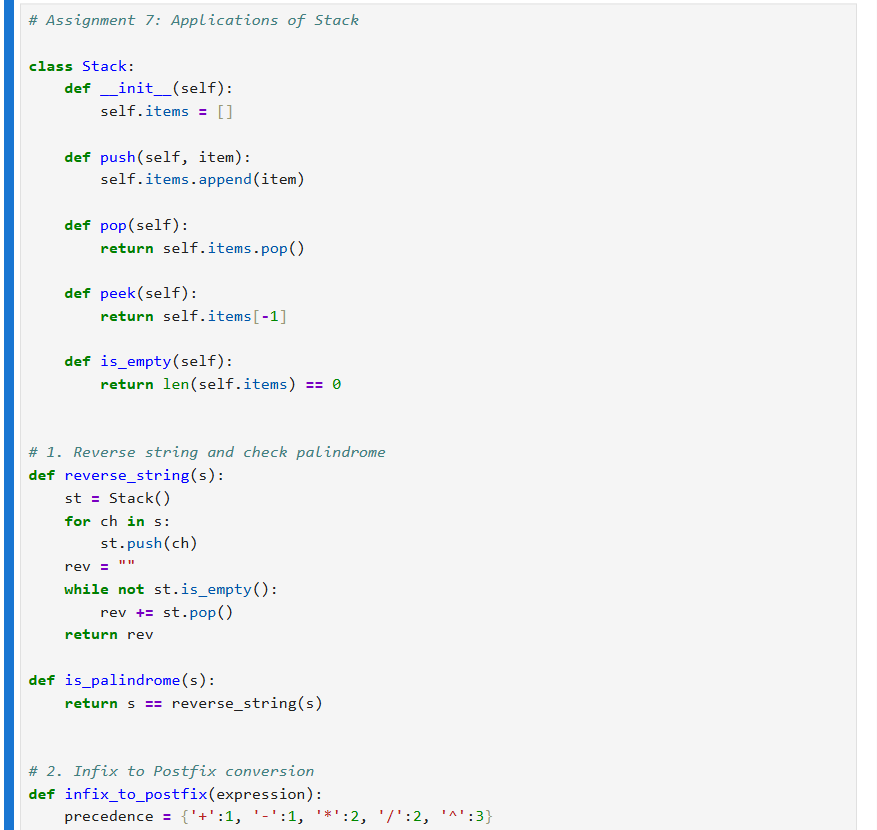 # Assignment 7: Applications of Stack
class Stack:
    def __init__(self):
        self.items = []
    def push(self, item):
        self.items.append(item)
    def pop(self):
        return self.items.pop()
    def peek(self):
        return self.items[-1]
    def is_empty(self):
        return len(self.items) == 0
# 1. Reverse string and check palindrome
def reverse_string(s):
    st = Stack()
    for ch in s:
        st.push(ch)
    rev = ""
    while not st.is_empty():
        rev += st.pop()
    return rev
def is_palindrome(s):
    return s == reverse_string(s)
# 2. Infix to Postfix conversion
def infix_to_postfix(expression):
    precedence = {'+':1, '-':1, '*':2, '/':2, '^':3}